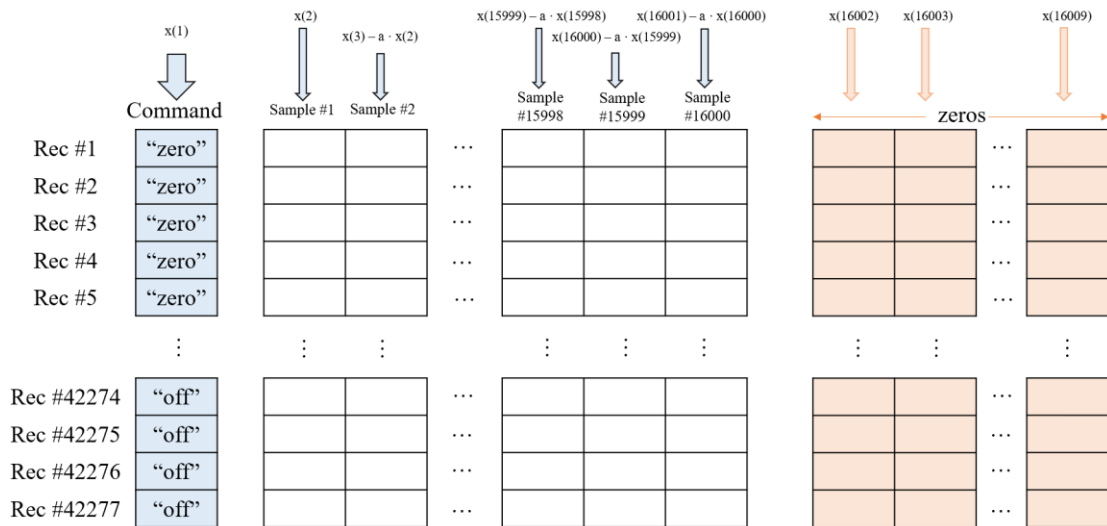 x(1)
x(2)
x(3) – a · x(2)
x(15999) – a · x(15998)
x(16000) – a · x(15999)
x(16001) – a · x(16000)
x(16002)
x(16003)
x(16009)
Command
Sample #1
Sample #2
...
Sample
#15998
Sample
#15999
Sample
#16000
zeros
Rec #1 “zero” ... ...
Rec #2 “zero” ... ...
Rec #3 “zero” ... ...
Rec #4 “zero” ... ...
Rec #5 “zero” ... ...
⋮ ⋮ ⋮ ⋮ ⋮ ⋮ ⋮ ⋮ ⋮
Rec #42274 “off” ... ...
Rec #42275 “off” ... ...
Rec #42276 “off” ... ...
Rec #42277 “off” ... ...